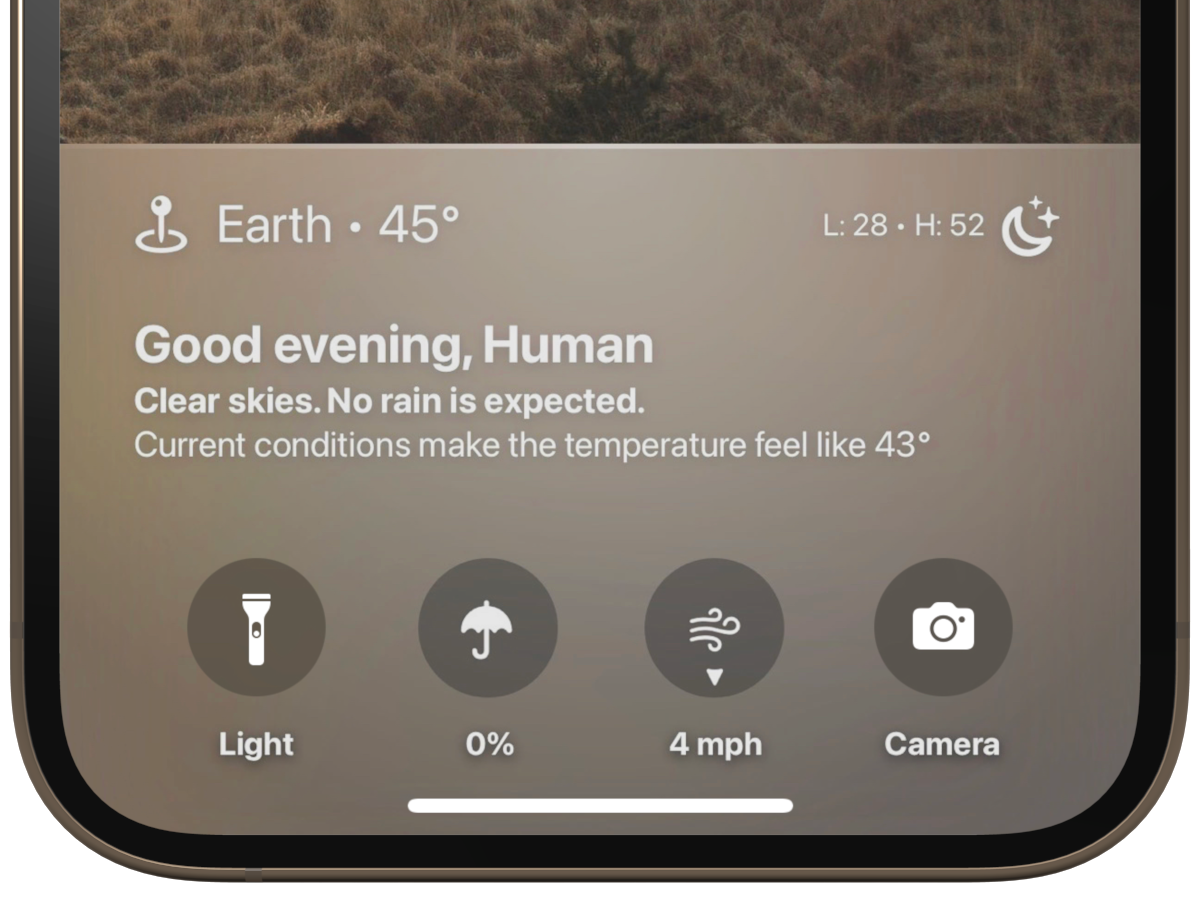 Earth • 45°
L: 28 • H: 52
Good evening, Human
Clear skies. No rain is expected.
Current conditions make the temperature feel like 43°
Light
0%
4 mph
Camera